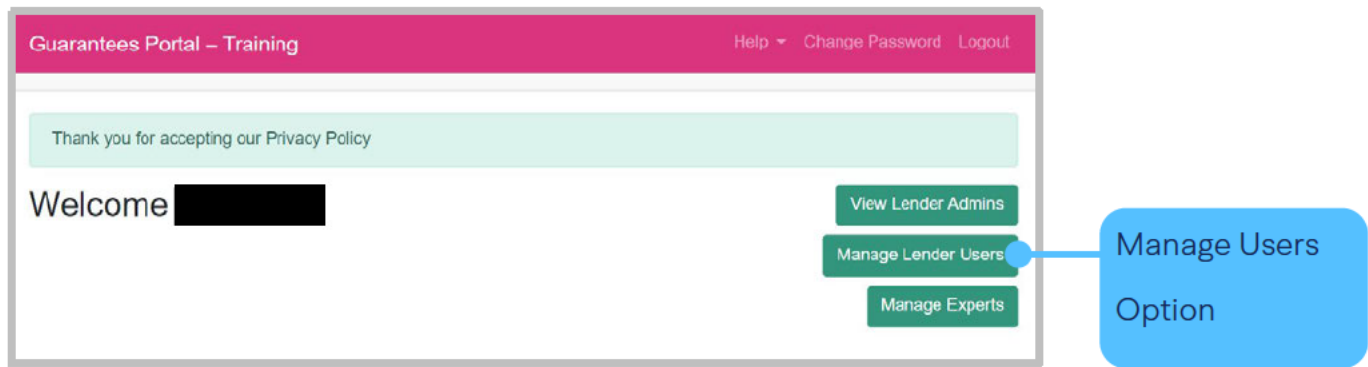 Guarantees Portal – Training
Help Change Password Logout
Thank you for accepting our Privacy Policy
Welcome
View Lender Admins
Manage Lender Users
Manage Experts
Manage Users
Option